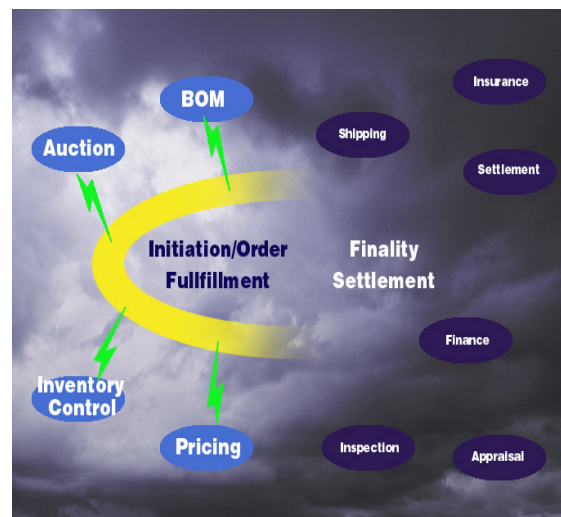 Insurance
BOM
Shipping
Auction
Settlement
Initiation/Order
Fullfillment
Finality
Settlement
Finance
Inventory
Control
Pricing
Inspection
Appraisal